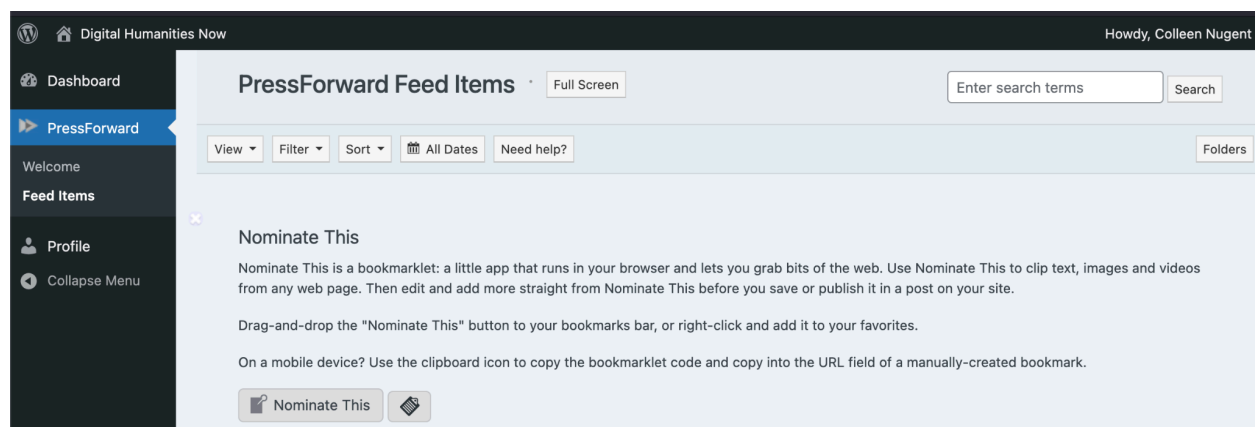 Digital Humanities Now
Howdy, Colleen Nugent
Dashboard
PressForward
Welcome
Feed Items
Profile
Collapse Menu
PressForward Feed Items · Full Screen
Enter search terms
Search
View
Filter
Sort
All Dates
Need help?
Folders
Nominate This
Nominate This is a bookmarklet: a little app that runs in your browser and lets you grab bits of the web. Use Nominate This to clip text, images and videos
from any web page. Then edit and add more straight from Nominate This before you save or publish it in a post on your site.
Drag-and-drop the "Nominate This" button to your bookmarks bar, or right-click and add it to your favorites.
On a mobile device? Use the clipboard icon to copy the bookmarklet code and copy into the URL field of a manually-created bookmark.
Nominate This